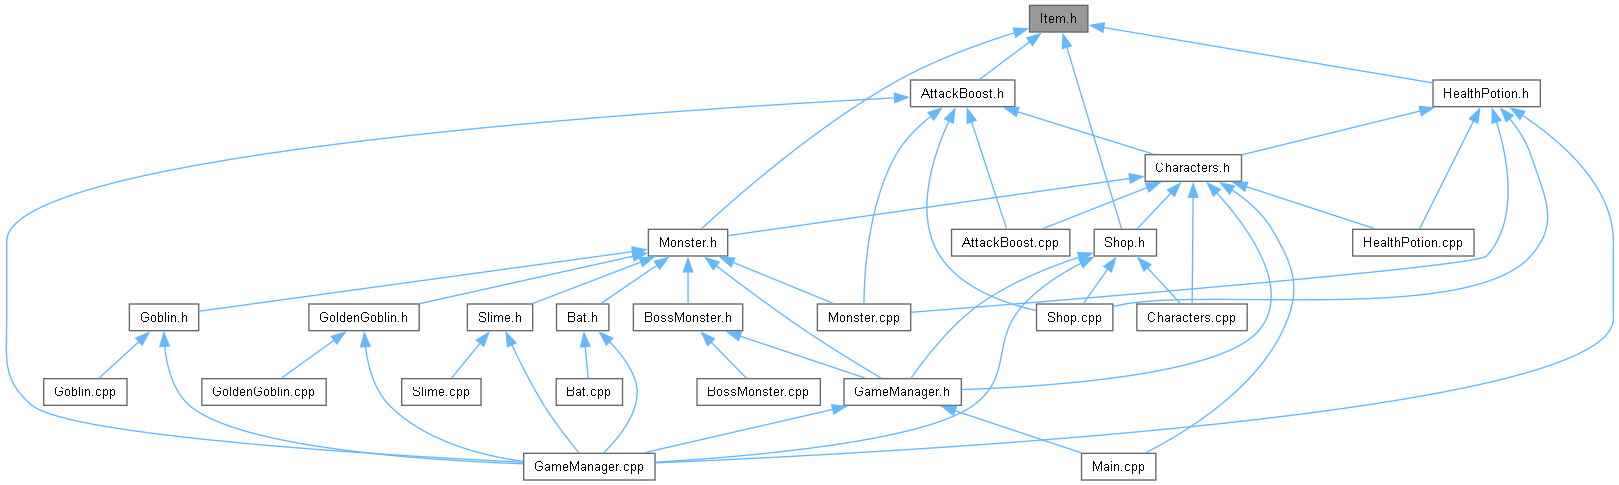 Item.h
AttackBoost.h
HealthPotion.h
Characters.h
Monster.h
AttackBoost.cpp
Shop.h
HealthPotion.cpp
Goblin.h
GoldenGoblin.h
Slime.h
Bat.h
BossMonster.h
Monster.cpp
Shop.cpp
Characters.cpp
Goblin.cpp
GoldenGoblin.cpp
Slime.cpp
Bat.cpp
BossMonster.cpp
GameManager.h
GameManager.cpp
Main.cpp